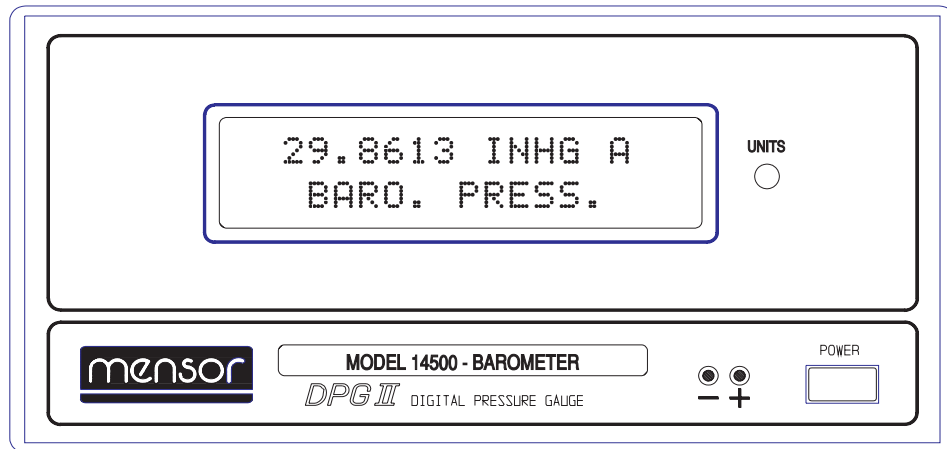 29.8613 INHG A
BARO. PRESS.
UNITS
mensor
MODEL 14500 - BAROMETER
DPG II DIGITAL PRESSURE GAUGE
- +
POWER